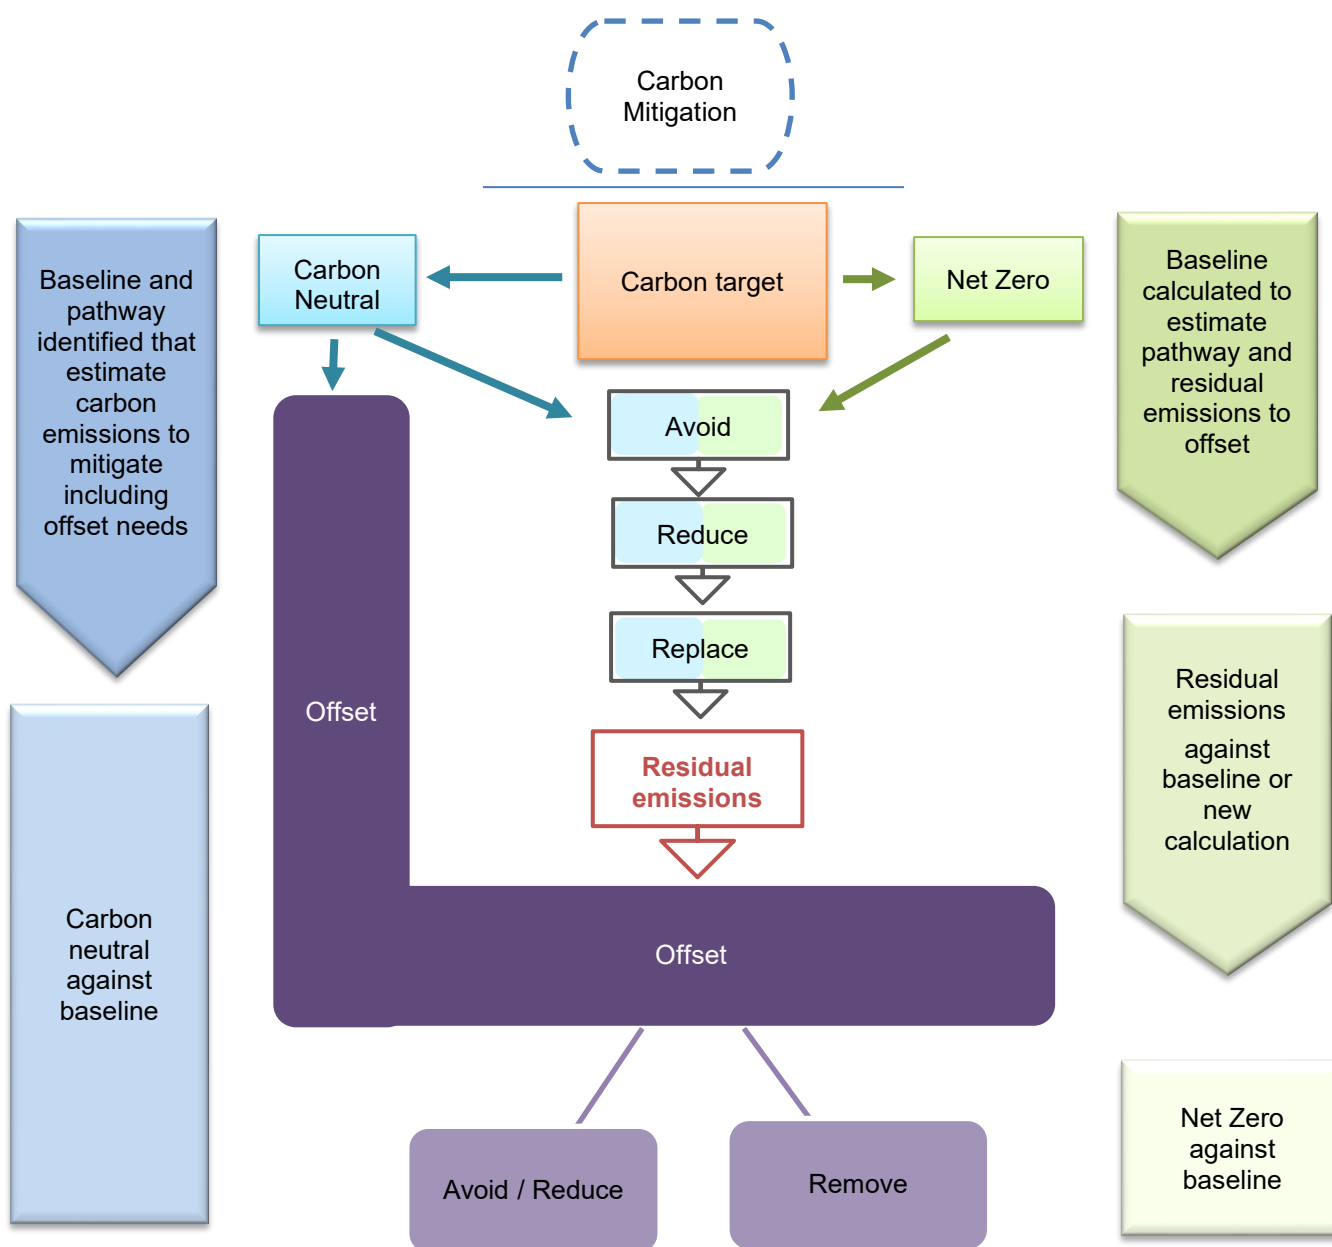 Carbon
Mitigation
Carbon target
Carbon
Neutral
Net Zero
Baseline and
pathway
identified that
estimate
carbon
emissions to
mitigate
including
offset needs
Baseline
calculated to
estimate
pathway and
residual
emissions to
offset
Avoid
Reduce
Replace
Offset
Residual
emissions
Residual
emissions
against
baseline or
new
calculation
Carbon
neutral
against
baseline
Offset
Avoid / Reduce
Remove
Net Zero
against
baseline